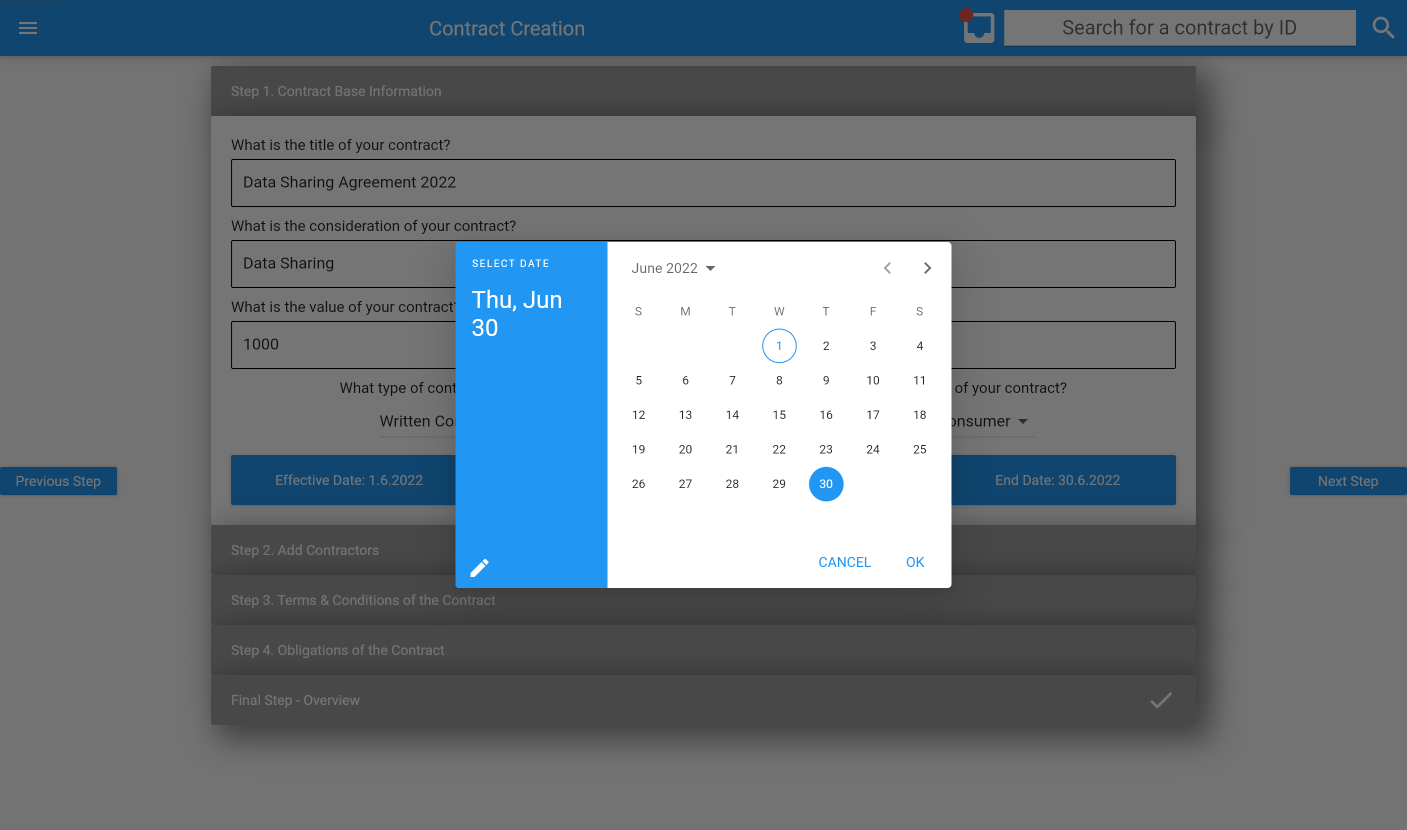 Contract Creation
Search for a contract by ID
Step 1. Contract Base Information
What is the title of your contract?
Data Sharing Agreement 2022
What is the consideration of your contract?
Data Sharing
What is the value of your contract?
1000
What type of cont
of your contract?
Written Co
onsumer
Effective Date: 1.6.2022
End Date: 30.6.2022
Previous Step
Next Step
SELECT DATE
Thu, Jun
30
June 2022
S M T W T F S
1 2 3 4
5 6 7 8 9 10 11
12 13 14 15 16 17 18
19 20 21 22 23 24 25
26 27 28 29 30
CANCEL OK
Step 2. Add Contractors
Step 3. Terms & Conditions of the Contract
Step 4. Obligations of the Contract
Final Step - Overview